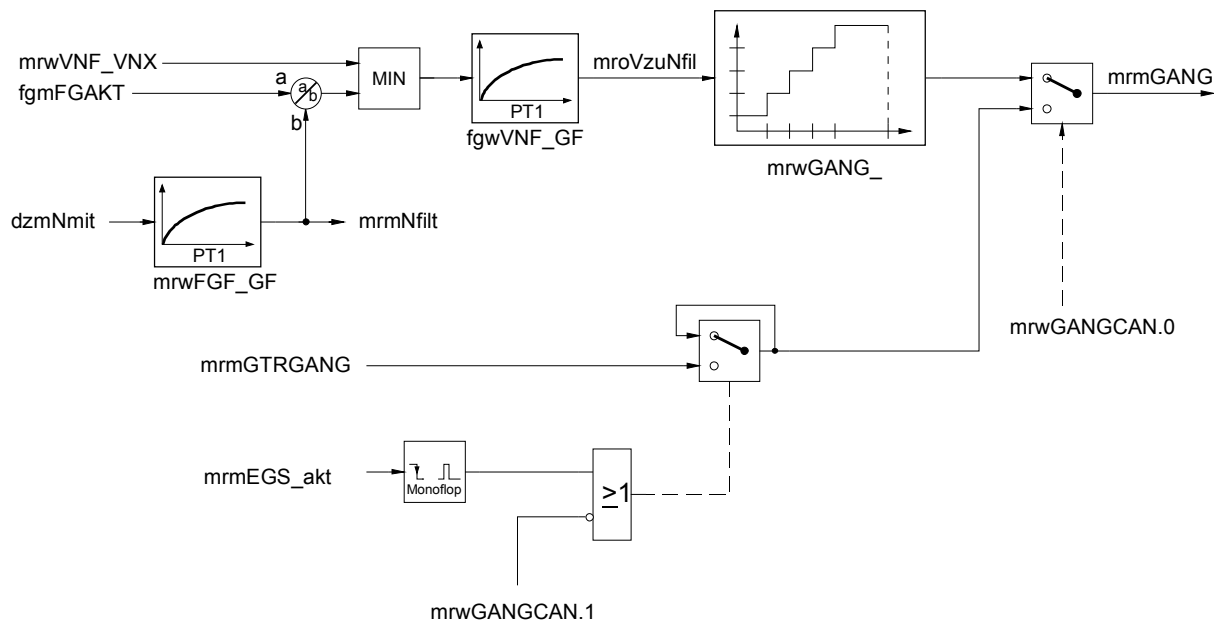 mrwVNF_VNX
fgmFGAKT
a
a/b
b
MIN
PT1
fgwVNF_GF
mroVzuNfil
mrwGANG_
mrmGANG
dzmNmit
PT1
mrwFGF_GF
mrmNfilt
mrwGANGCAN.0
mrmGTRGANG
mrmEGS_akt
Monoflop
≥1
mrwGANGCAN.1